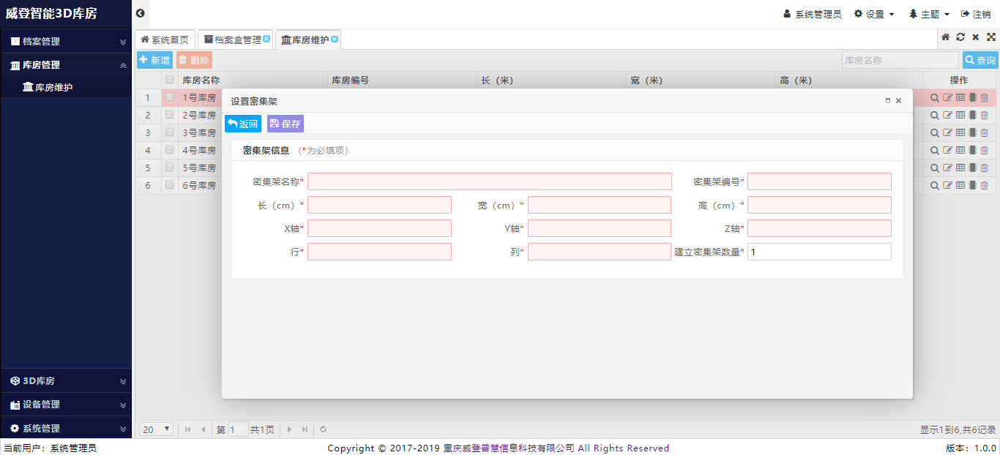 威登智能3D库房
系统管理员 设置 主题 注销
档案管理
库房管理
库房维护
3D库房
设备管理
系统管理
系统首页 档案盒管理 库房维护
新增 删除 库房名称 查询
库房名称 库房编号 长（米） 宽（米） 高（米） 操作
1 1号库房
2 2号库房
3 3号库房
4 4号库房
5 5号库房
6 6号库房
设置密集架
返回 保存
密集架信息 (*为必填项)
密集架名称* 密集架编号*
长（cm）* 宽（cm）* 高（cm）*
X轴* Y轴* Z轴*
行* 列* 建立密集架数量* 1
20 第 1 共1页 显示1到6,共6记录
当前用户：系统管理员 Copyright © 2017-2019 重庆威登普慧信息科技有限公司 All Rights Reserved 版本：1.0.0